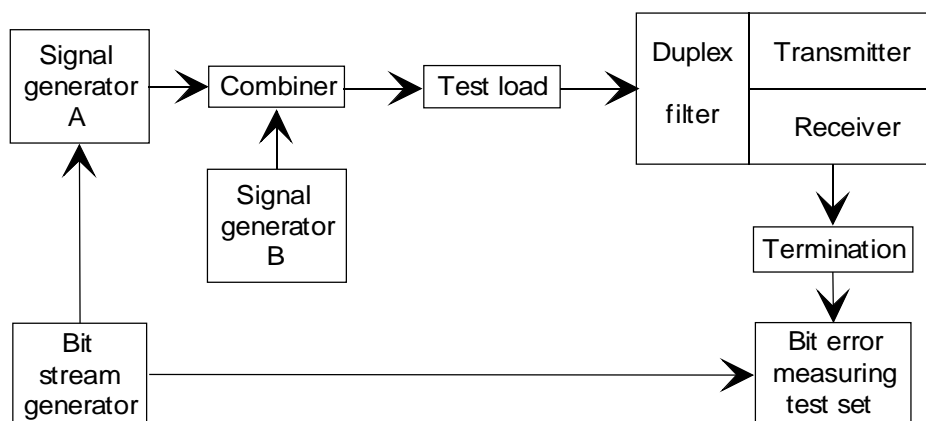 Signal
generator
A
Combiner
Test load
Duplex
filter
Transmitter
Receiver
Signal
generator
B
Termination
Bit
stream
generator
Bit error
measuring
test set